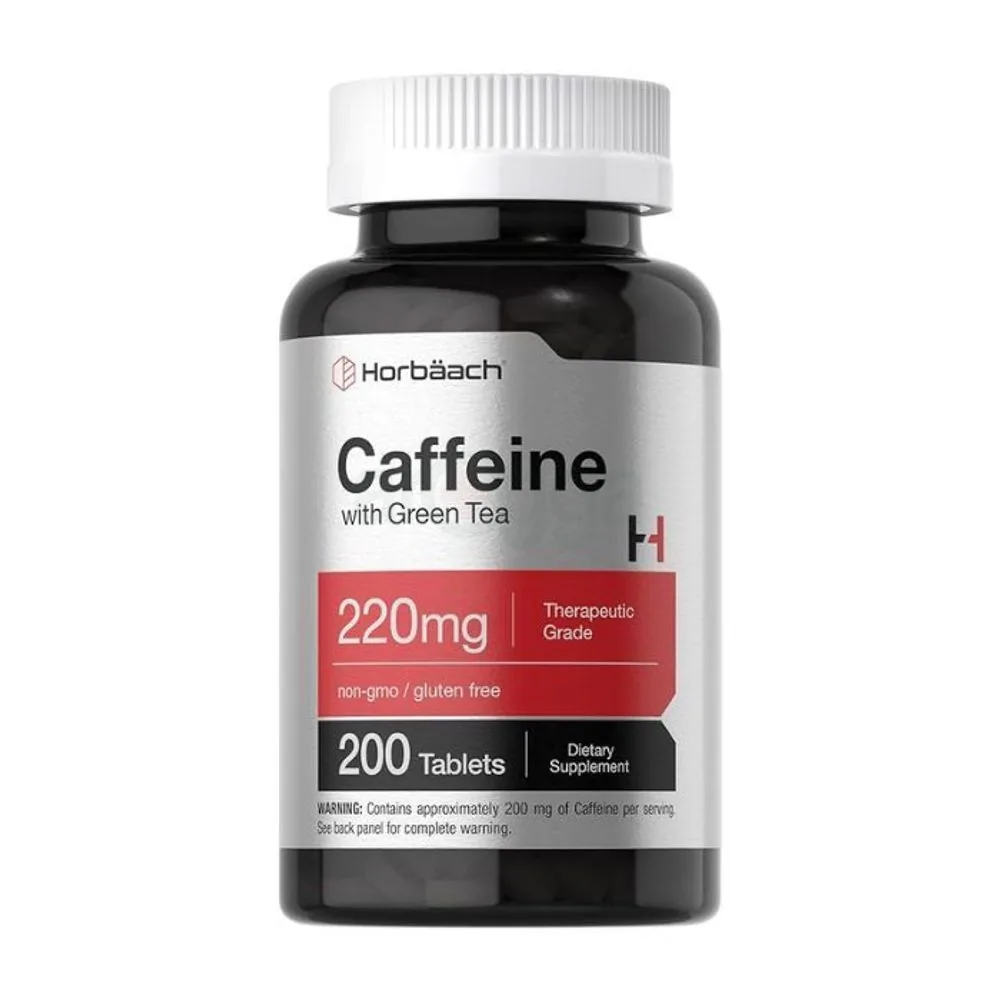 Horbäach®
Caffeine
with Green Tea
H
220mg
Therapeutic
Grade
non-gmo / gluten free
200 Tablets
Dietary
Supplement
WARNING: Contains approximately 200 mg of Caffeine per serving.
See back panel for complete warning.